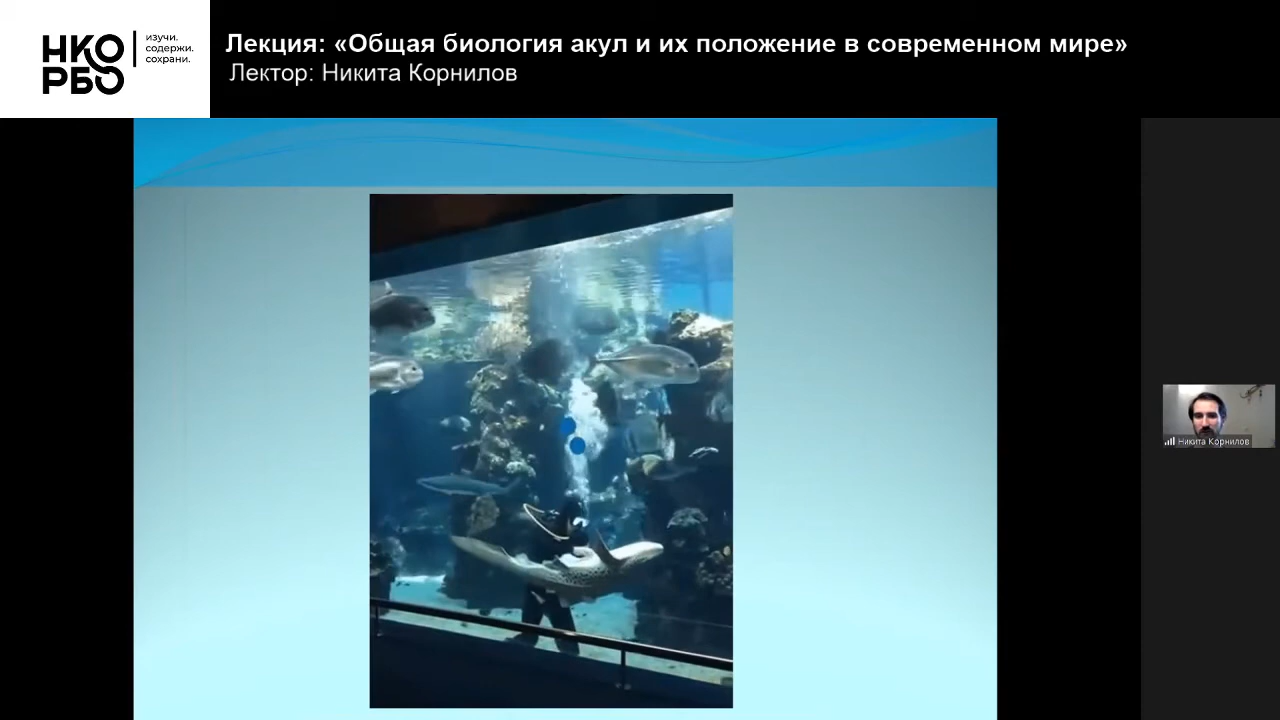 НКО
РБО
изучи.
содержи.
сохрани.
Лекция: «Общая биология акул и их положение в современном мире»
Лектор: Никита Корнилов
Никита Корнилов